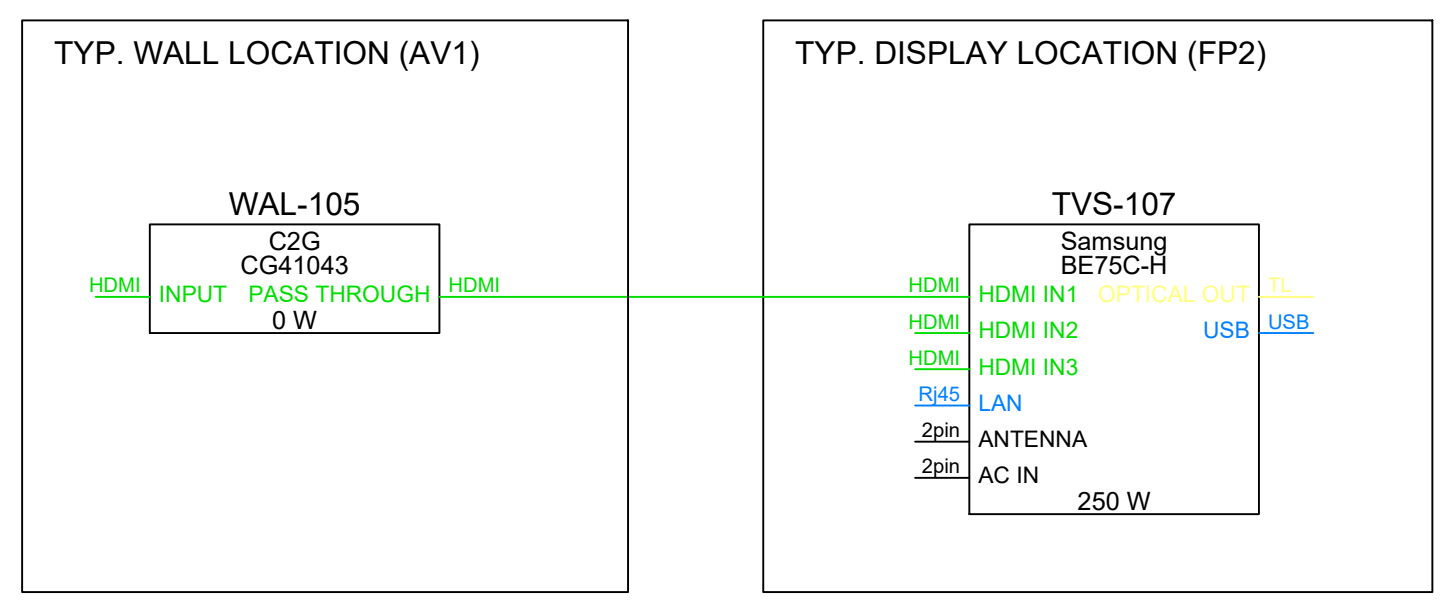 TYP. WALL LOCATION (AV1)
WAL-105
C2G
CG41043
HDMI INPUT PASS THROUGH HDMI
0 W
TYP. DISPLAY LOCATION (FP2)
TVS-107
Samsung
BE75C-H
HDMI HDMI IN1 OPTICAL OUT TL
HDMI HDMI IN2 USB USB
HDMI HDMI IN3
Rj45 LAN
2pin ANTENNA
2pin AC IN
250 W